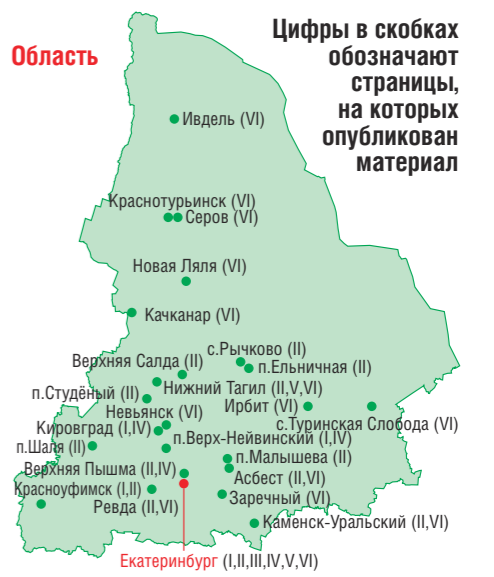 Область
Цифры в скобках
обозначают
страницы,
на которых
опубликован
материал
Ивдель (VI)
Краснотурьинск (VI)
Серов (VI)
Новая Ляля (VI)
Качканар (VI)
с.Рычково (II)
Верхняя Салда (II)
п.Ельничная (II)
п.Студёный (II)
Нижний Тагил (II,V,VI)
Невьянск (VI)
Ирбит (VI)
с.Туринская Слобода (VI)
Кировград (I,IV)
п.Верх-Нейвинский (I,IV)
п.Шаля (II)
п.Малышева (II)
Верхняя Пышма (II,IV)
Асбест (II,VI)
Красноуфимск (I,II)
Заречный (VI)
Ревда (II,VI)
Каменск-Уральский (II,VI)
Екатеринбург (I,II,III,IV,V,VI)